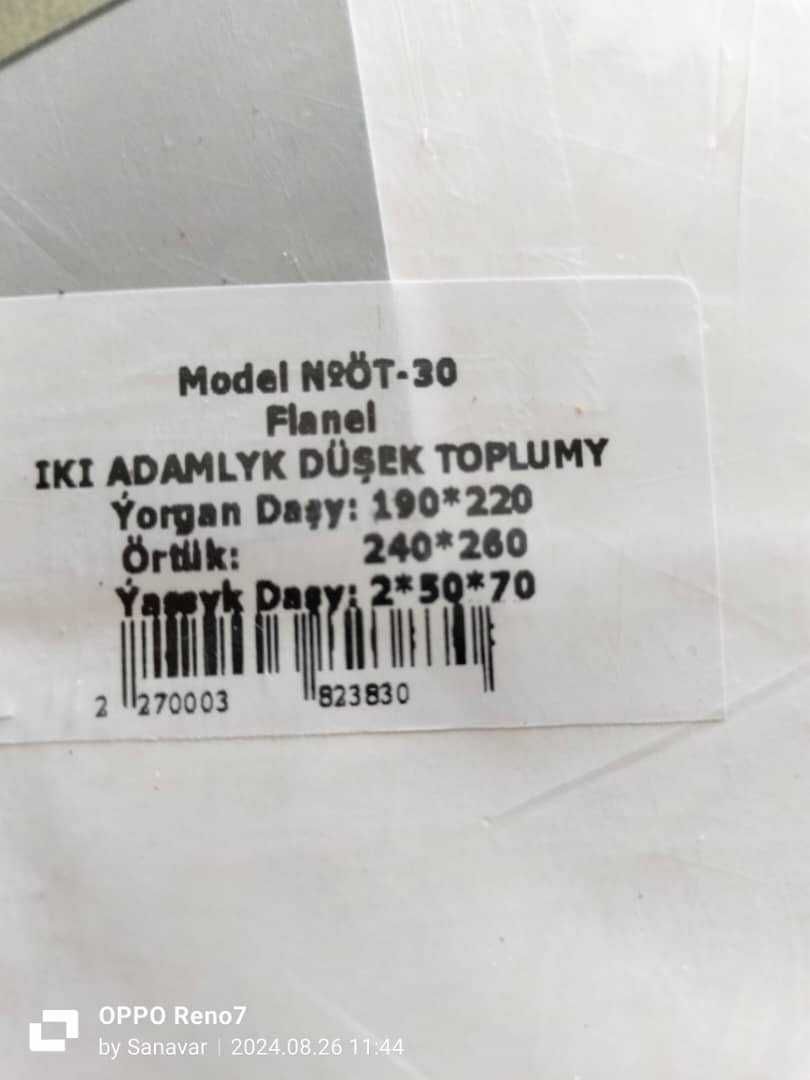 Model №ÖT-30
Flanel
IKI ADAMLYK DÜŞEK TOPLUMY
Ýorgan Daşy: 190*220
Örtük: 240*260
Ýassyk Daşy: 2*50*70
2 270003 823830
OPPO Reno7
by Sanavar | 2024.08.26 11:44